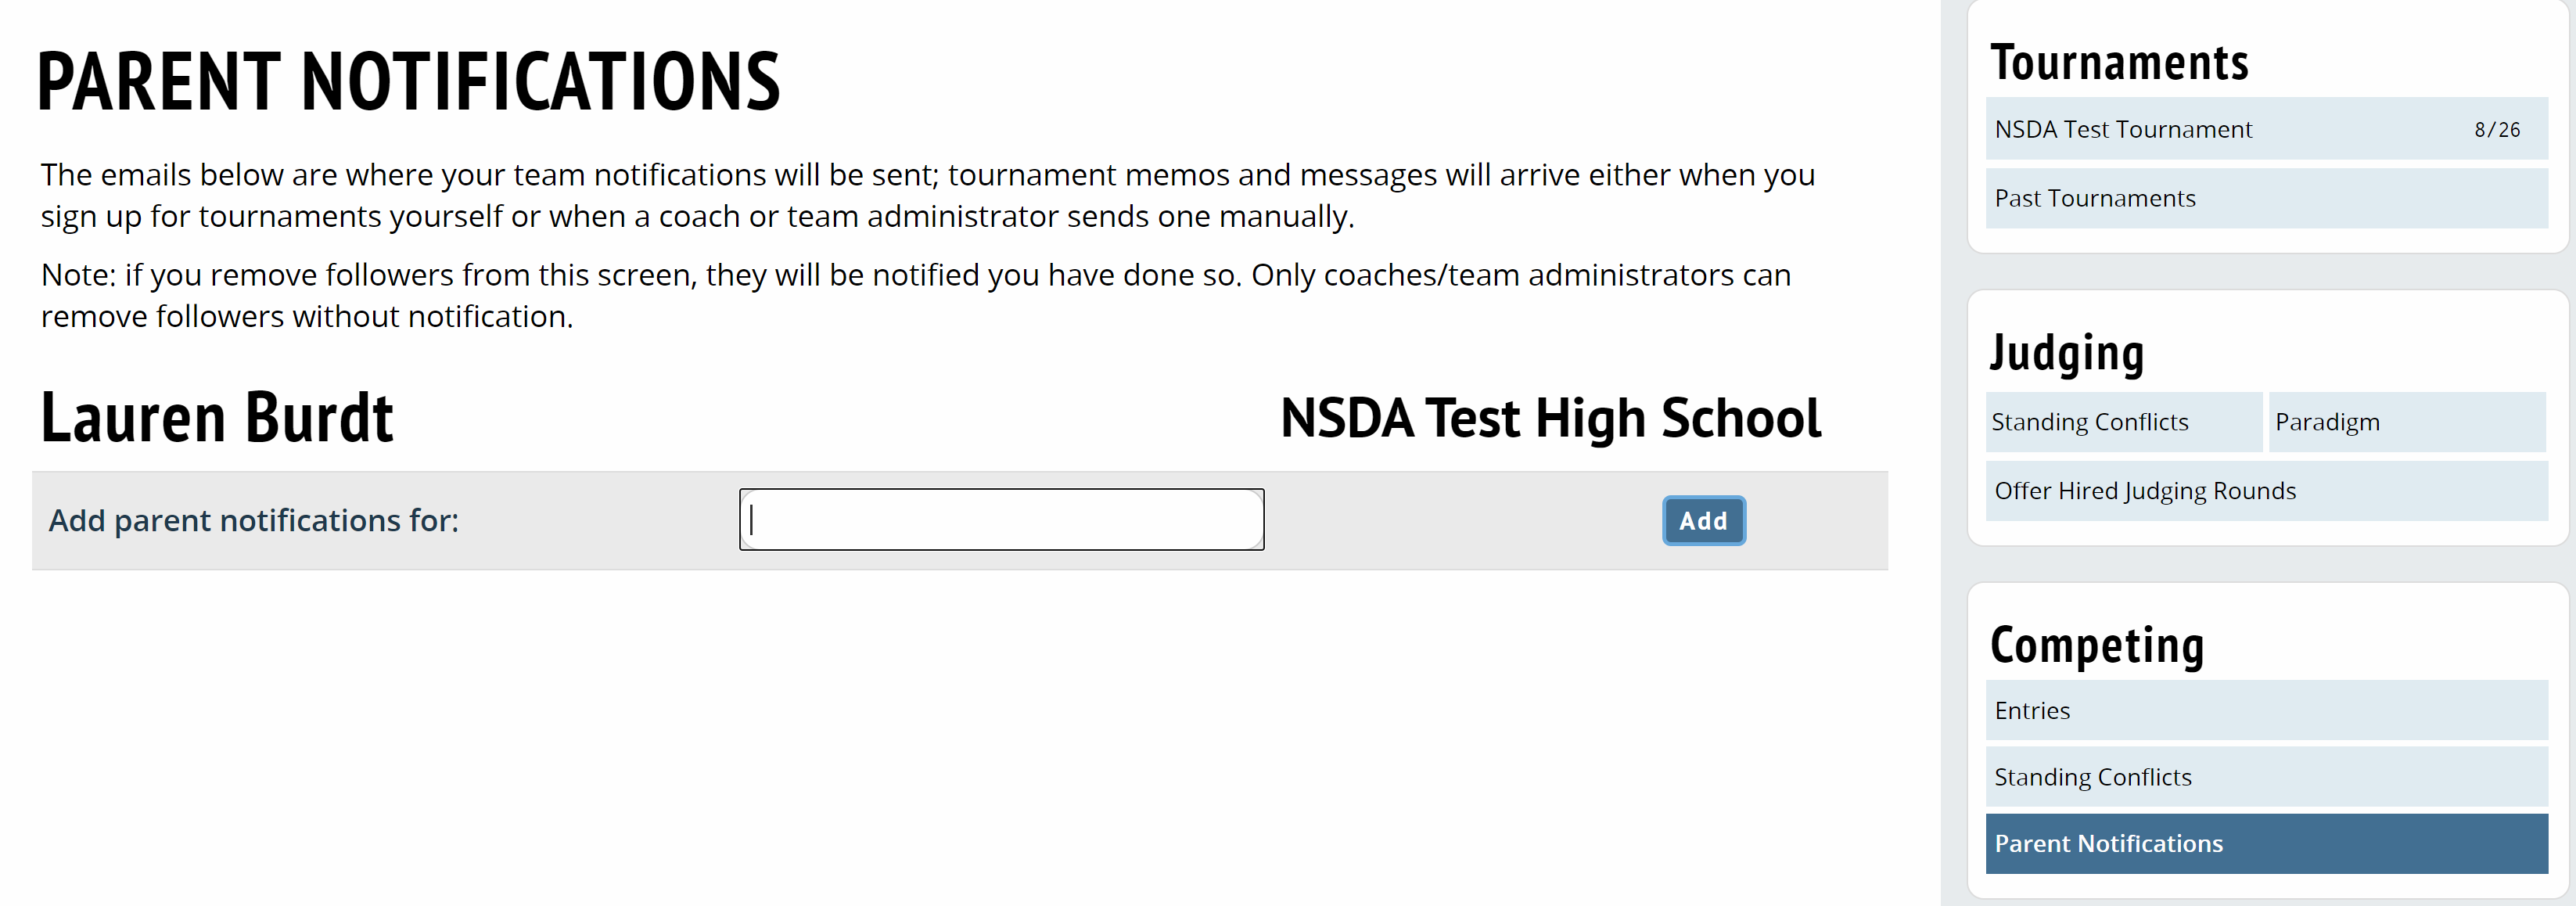 PARENT NOTIFICATIONS
The emails below are where your team notifications will be sent; tournament memos and messages will arrive either when you
sign up for tournaments yourself or when a coach or team administrator sends one manually.
Note: if you remove followers from this screen, they will be notified you have done so. Only coaches/team administrators can
remove followers without notification.
Lauren Burdt
NSDA Test High School
Add parent notifications for:
Add
Tournaments
NSDA Test Tournament 8/26
Past Tournaments
Judging
Standing Conflicts
Paradigm
Offer Hired Judging Rounds
Competing
Entries
Standing Conflicts
Parent Notifications